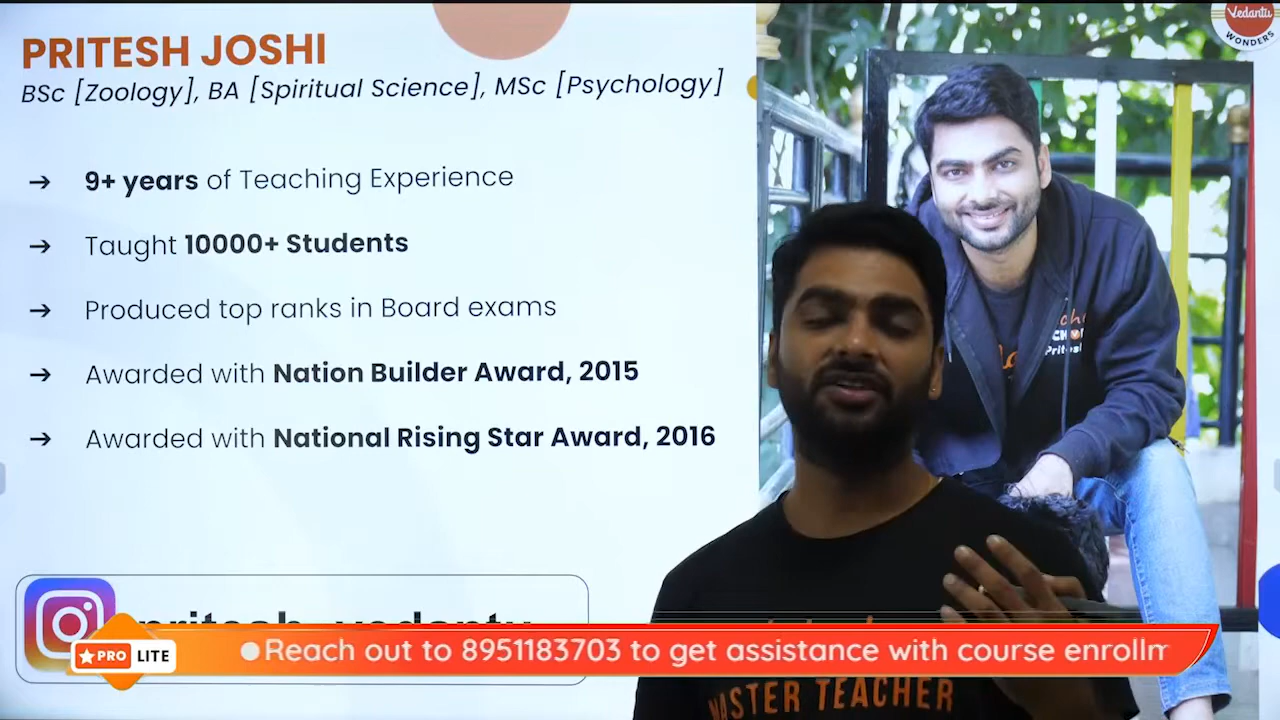 PRITESH JOSHI
BSc [Zoology], BA [Spiritual Science], MSc [Psychology]
→ 9+ years of Teaching Experience
→ Taught 10000+ Students
→ Produced top ranks in Board exams
→ Awarded with Nation Builder Award, 2015
→ Awarded with National Rising Star Award, 2016
Vedantu
WONDERS
Pritesh
PRO LITE
Reach out to 8951183703 to get assistance with course enrollm
MASTER TEACHER